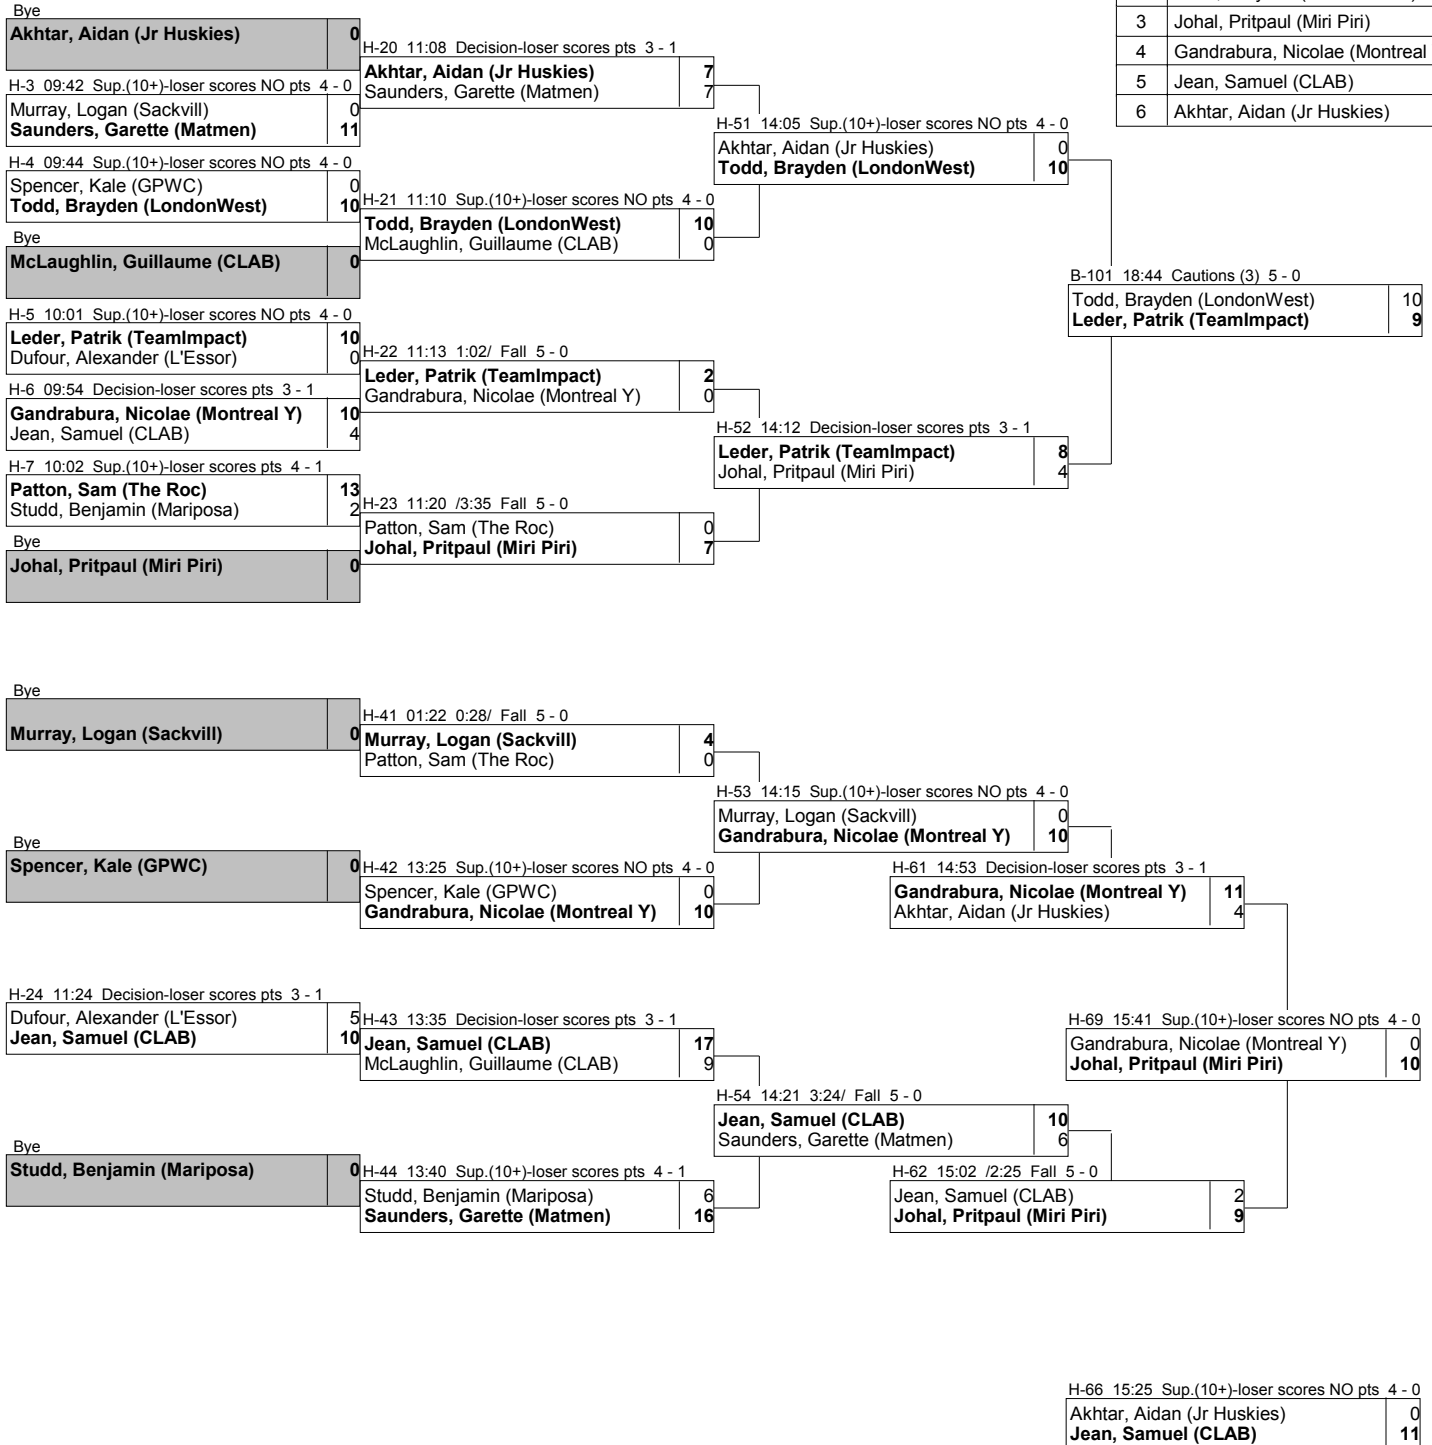 Bye
Akhtar, Aidan (Jr Huskies) 0
H-3 09:42 Sup.(10+)-loser scores NO pts 4 - 0
Murray, Logan (Sackvill) 0
Saunders, Garette (Matmen) 11
H-4 09:44 Sup.(10+)-loser scores NO pts 4 - 0
Spencer, Kale (GPWC) 0
Todd, Brayden (LondonWest) 10
Bye
McLaughlin, Guillaume (CLAB) 0
H-5 10:01 Sup.(10+)-loser scores NO pts 4 - 0
Leder, Patrik (TeamImpact) 10
Dufour, Alexander (L'Essor) 0
H-6 09:54 Decision-loser scores pts 3 - 1
Gandrabura, Nicolae (Montreal Y) 10
Jean, Samuel (CLAB) 4
H-7 10:02 Sup.(10+)-loser scores pts 4 - 1
Patton, Sam (The Roc) 13
Studd, Benjamin (Mariposa) 2
Bye
Johal, Pritpaul (Miri Piri) 0
H-20 11:08 Decision-loser scores pts 3 - 1
Akhtar, Aidan (Jr Huskies) 7
Saunders, Garette (Matmen) 7
H-21 11:10 Sup.(10+)-loser scores NO pts 4 - 0
Todd, Brayden (LondonWest) 10
McLaughlin, Guillaume (CLAB) 0
H-22 11:13 1:02/ Fall 5 - 0
Leder, Patrik (TeamImpact) 2
Gandrabura, Nicolae (Montreal Y) 0
H-23 11:20 /3:35 Fall 5 - 0
Patton, Sam (The Roc) 0
Johal, Pritpaul (Miri Piri) 7
H-51 14:05 Sup.(10+)-loser scores NO pts 4 - 0
Akhtar, Aidan (Jr Huskies) 0
Todd, Brayden (LondonWest) 10
H-52 14:12 Decision-loser scores pts 3 - 1
Leder, Patrik (TeamImpact) 8
Johal, Pritpaul (Miri Piri) 4
3 Johal, Pritpaul (Miri Piri)
4 Gandrabura, Nicolae (Montreal
5 Jean, Samuel (CLAB)
6 Akhtar, Aidan (Jr Huskies)
B-101 18:44 Cautions (3) 5 - 0
Todd, Brayden (LondonWest) 10
Leder, Patrik (TeamImpact) 9
Bye
Murray, Logan (Sackvill) 0
Bye
Spencer, Kale (GPWC) 0
H-24 11:24 Decision-loser scores pts 3 - 1
Dufour, Alexander (L'Essor) 5
Jean, Samuel (CLAB) 10
Bye
Studd, Benjamin (Mariposa) 0
H-41 01:22 0:28/ Fall 5 - 0
Murray, Logan (Sackvill) 4
Patton, Sam (The Roc) 0
H-42 13:25 Sup.(10+)-loser scores NO pts 4 - 0
Spencer, Kale (GPWC) 0
Gandrabura, Nicolae (Montreal Y) 10
H-43 13:35 Decision-loser scores pts 3 - 1
Jean, Samuel (CLAB) 17
McLaughlin, Guillaume (CLAB) 9
H-44 13:40 Sup.(10+)-loser scores pts 4 - 1
Studd, Benjamin (Mariposa) 6
Saunders, Garette (Matmen) 16
H-53 14:15 Sup.(10+)-loser scores NO pts 4 - 0
Murray, Logan (Sackvill) 0
Gandrabura, Nicolae (Montreal Y) 10
H-54 14:21 3:24/ Fall 5 - 0
Jean, Samuel (CLAB) 10
Saunders, Garette (Matmen) 6
H-61 14:53 Decision-loser scores pts 3 - 1
Gandrabura, Nicolae (Montreal Y) 11
Akhtar, Aidan (Jr Huskies) 4
H-62 15:02 /2:25 Fall 5 - 0
Jean, Samuel (CLAB) 2
Johal, Pritpaul (Miri Piri) 9
H-69 15:41 Sup.(10+)-loser scores NO pts 4 - 0
Gandrabura, Nicolae (Montreal Y) 0
Johal, Pritpaul (Miri Piri) 10
H-66 15:25 Sup.(10+)-loser scores NO pts 4 - 0
Akhtar, Aidan (Jr Huskies) 0
Jean, Samuel (CLAB) 11